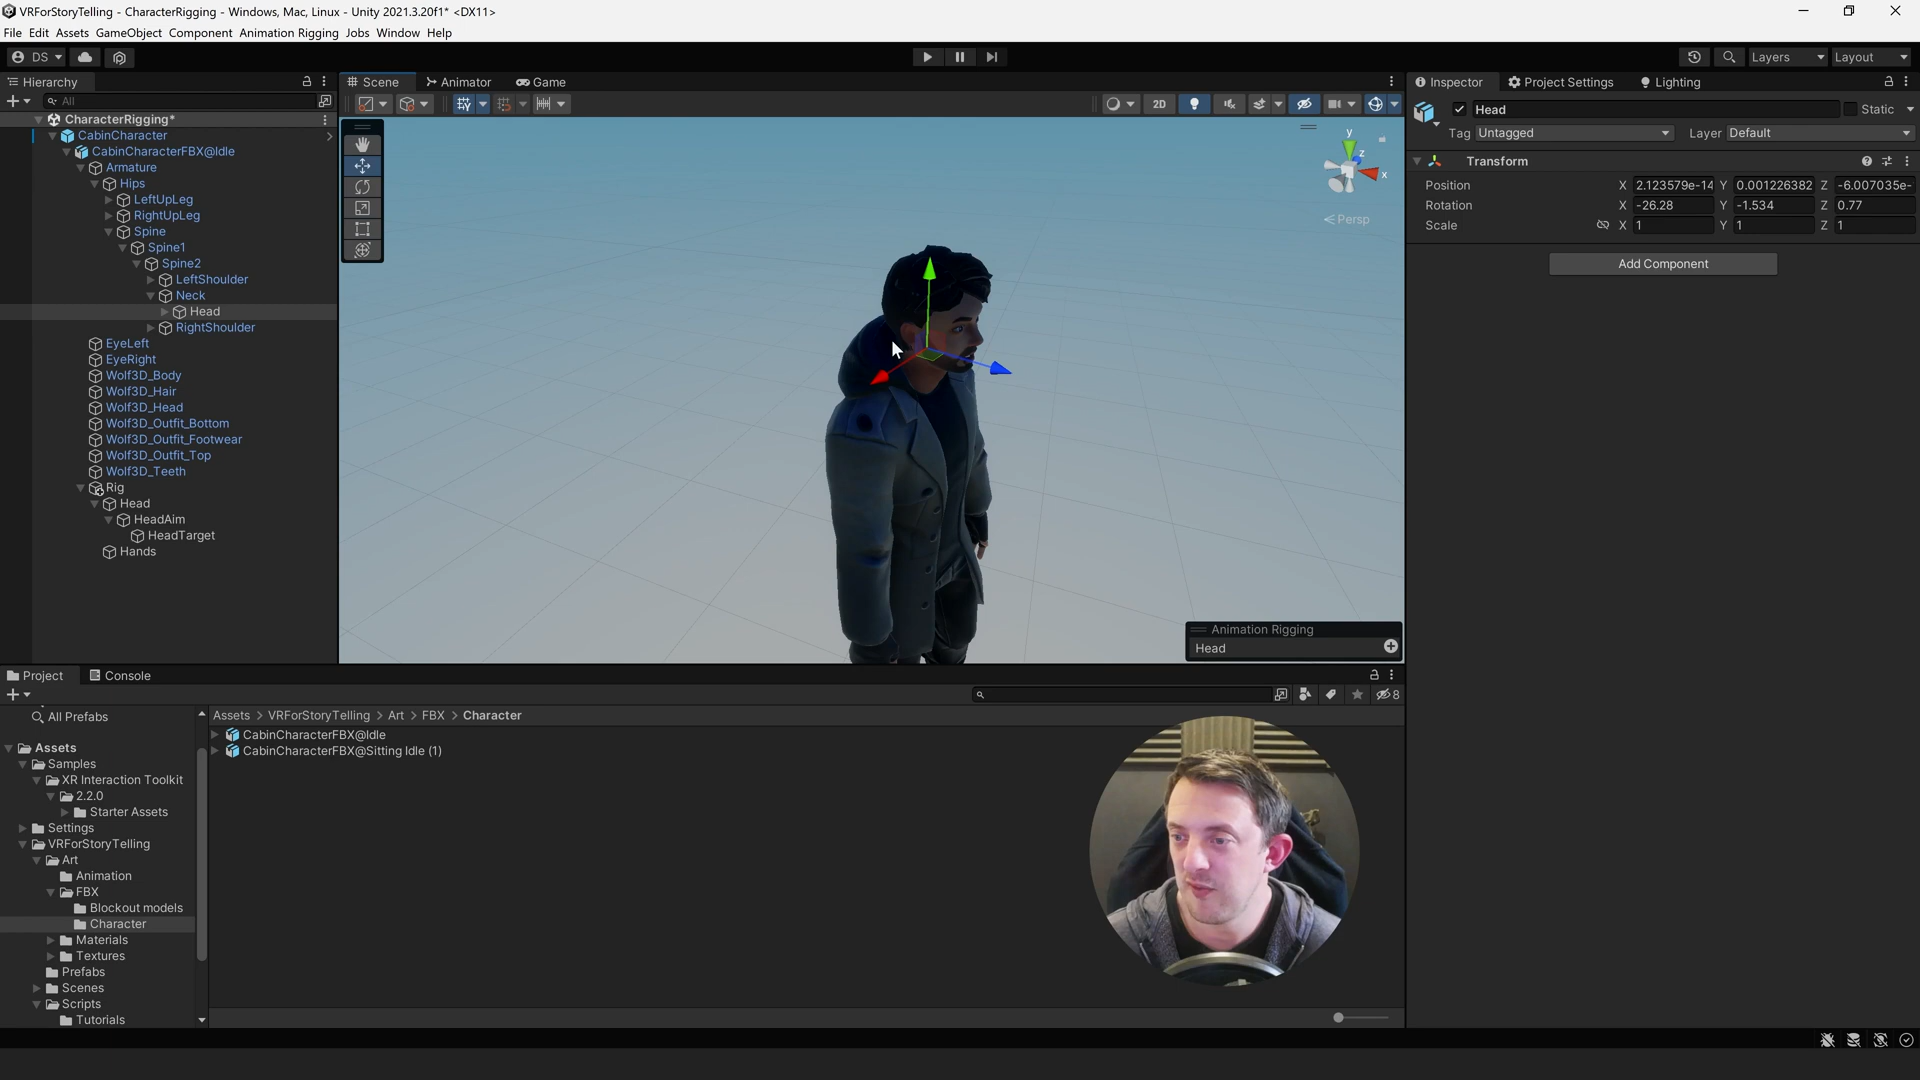 VRForStoryTelling - CharacterRigging - Windows, Mac, Linux - Unity 2021.3.20f1* <DX11>
File Edit Assets GameObject Component Animation Rigging Jobs Window Help
DS
Layers Layout
Hierarchy
All
CharacterRigging*
CabinCharacter
CabinCharacterFBX@Idle
Armature
Hips
LeftUpLeg
RightUpLeg
Spine
Spine1
Spine2
LeftShoulder
Neck
Head
RightShoulder
EyeLeft
EyeRight
Wolf3D_Body
Wolf3D_Hair
Wolf3D_Head
Wolf3D_Outfit_Bottom
Wolf3D_Outfit_Footwear
Wolf3D_Outfit_Top
Wolf3D_Teeth
Rig
Head
HeadAim
HeadTarget
Hands
Scene Animator Game
2D
y
z
x
Persp
Animation Rigging
Head
Inspector Project Settings Lighting
Head Static
Tag Untagged Layer Default
Transform
Position X 2.123579e-14 Y 0.001226382 Z -6.007035e-
Rotation X -26.28 Y -1.534 Z 0.77
Scale X 1 Y 1 Z 1
Add Component
Project Console
8
All Prefabs
Assets
Samples
XR Interaction Toolkit
2.2.0
Starter Assets
Settings
VRForStoryTelling
Art
Animation
FBX
Blockout models
Character
Materials
Textures
Prefabs
Scenes
Scripts
Tutorials
Assets > VRForStoryTelling > Art > FBX > Character
CabinCharacterFBX@Idle
CabinCharacterFBX@Sitting Idle (1)